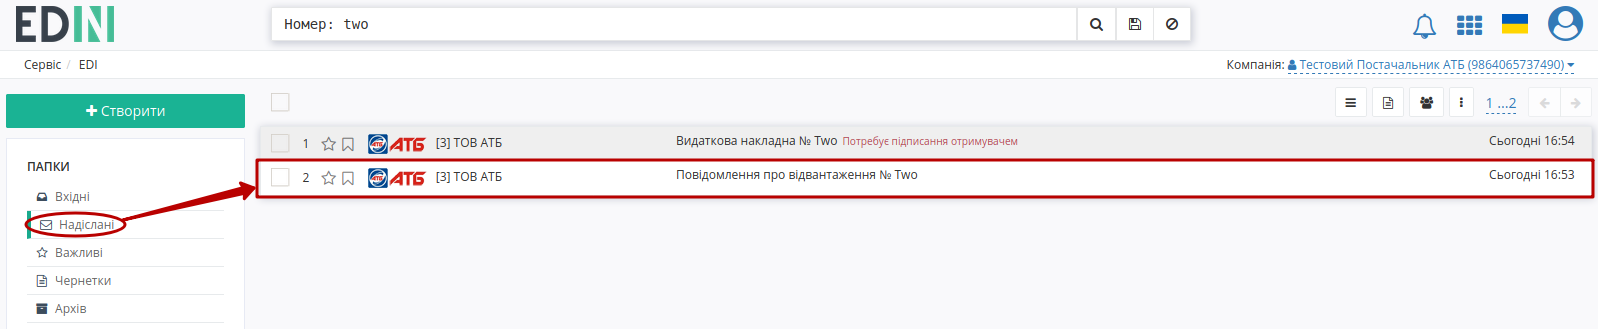 EDIN
Номер: two
Сервіс / EDI
Компанія: Тестовий Постачальник АТБ (9864065737490)
Створити
1 ...2
ПАПКИ
Вхідні
Надіслані
Важливі
Чернетки
Архів
1 АТБ АТБ [3] ТОВ АТБ Видаткова накладна № Two Потребує підписання отримувачем Сьогодні 16:54
2 АТБ АТБ [3] ТОВ АТБ Повідомлення про відвантаження № Two Сьогодні 16:53